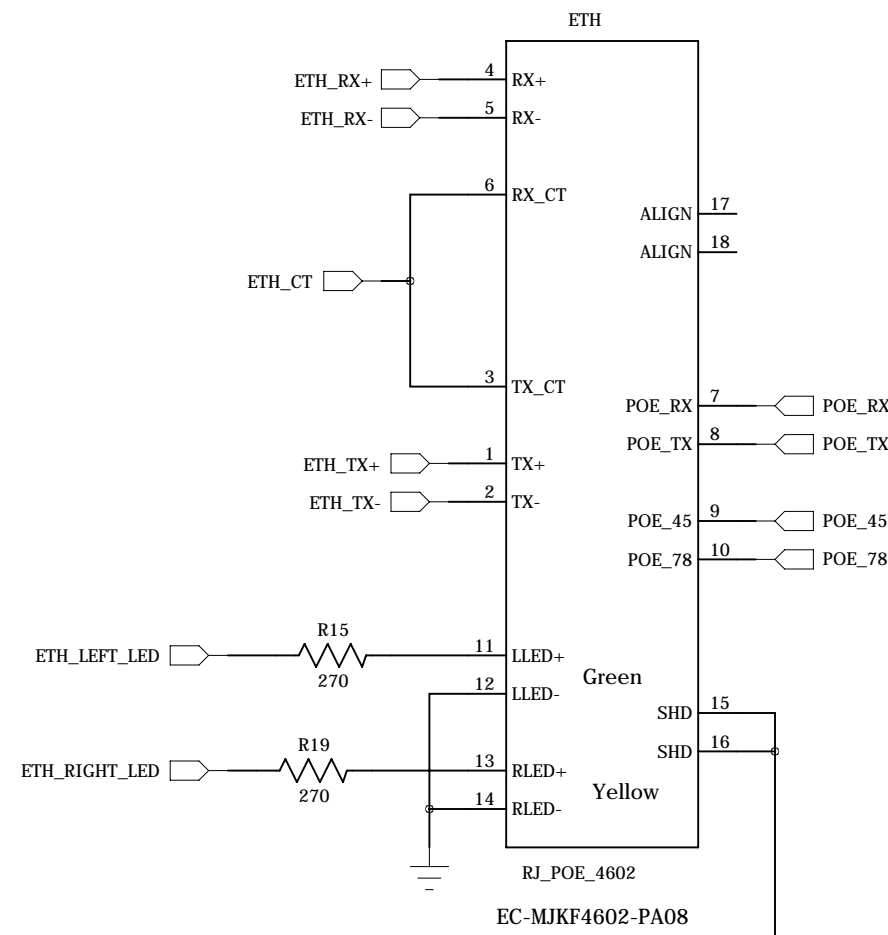 ETH
ETH_RX+ 4 RX+
ETH_RX- 5 RX-
6 RX_CT
ALIGN 17
ALIGN 18
ETH_CT
3 TX_CT
POE_RX 7 POE_RX
POE_TX 8 POE_TX
ETH_TX+ 1 TX+
ETH_TX- 2 TX-
POE_45 9 POE_45
POE_78 10 POE_78
R15
ETH_LEFT_LED 11 LLED+
270
Green
12 LLED-
SHD 15
R19
SHD 16
ETH_RIGHT_LED 13 RLED+
270
Yellow
14 RLED-
RJ_POE_4602
EC-MJKF4602-PA08